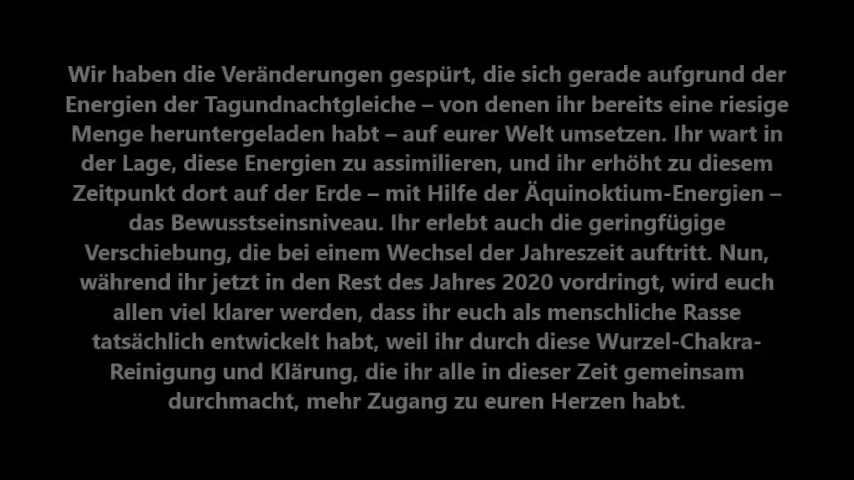 Wir haben die Veränderungen gespürt, die sich gerade aufgrund der
Energien der Tagundnachtgleiche – von denen ihr bereits eine riesige
Menge heruntergeladen habt – auf eurer Welt umsetzen. Ihr wart in
der Lage, diese Energien zu assimilieren, und ihr erhöht zu diesem
Zeitpunkt dort auf der Erde – mit Hilfe der Äquinoktium-Energien –
das Bewusstseinsniveau. Ihr erlebt auch die geringfügige
Verschiebung, die bei einem Wechsel der Jahreszeit auftritt. Nun,
während ihr jetzt in den Rest des Jahres 2020 vordringt, wird euch
allen viel klarer werden, dass ihr euch als menschliche Rasse
tatsächlich entwickelt habt, weil ihr durch diese Wurzel-Chakra-
Reinigung und Klärung, die ihr alle in dieser Zeit gemeinsam
durchmacht, mehr Zugang zu euren Herzen habt.